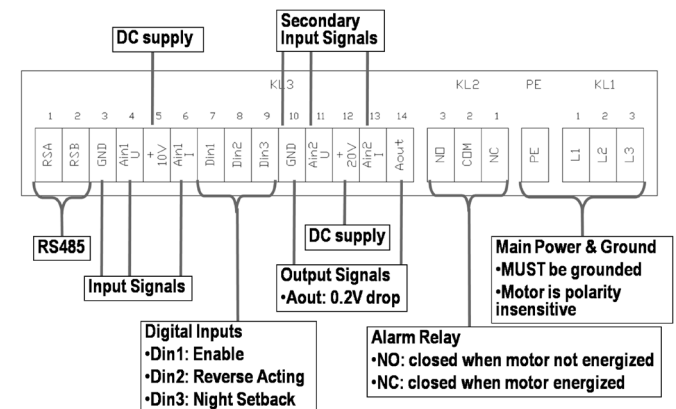 DC supply
Secondary
Input Signals
KL3
KL2
PE
KL1
1 2 3 4 5 6 7 8 9 10 11 12 13 14
3 2 1
1 2 3
RSA
RSB
GND
Ain1
U
+
10V
Ain1
I
Din1
Din2
Din3
GND
Ain2
U
+
20V
Ain2
I
Aout
NO
COM
NC
PE
L1
L2
L3
RS485
Input Signals
DC supply
Output Signals
•Aout: 0.2V drop
Main Power & Ground
•MUST be grounded
•Motor is polarity
insensitive
Digital Inputs
•Din1: Enable
•Din2: Reverse Acting
•Din3: Night Setback
Alarm Relay
•NO: closed when motor not energized
•NC: closed when motor energized